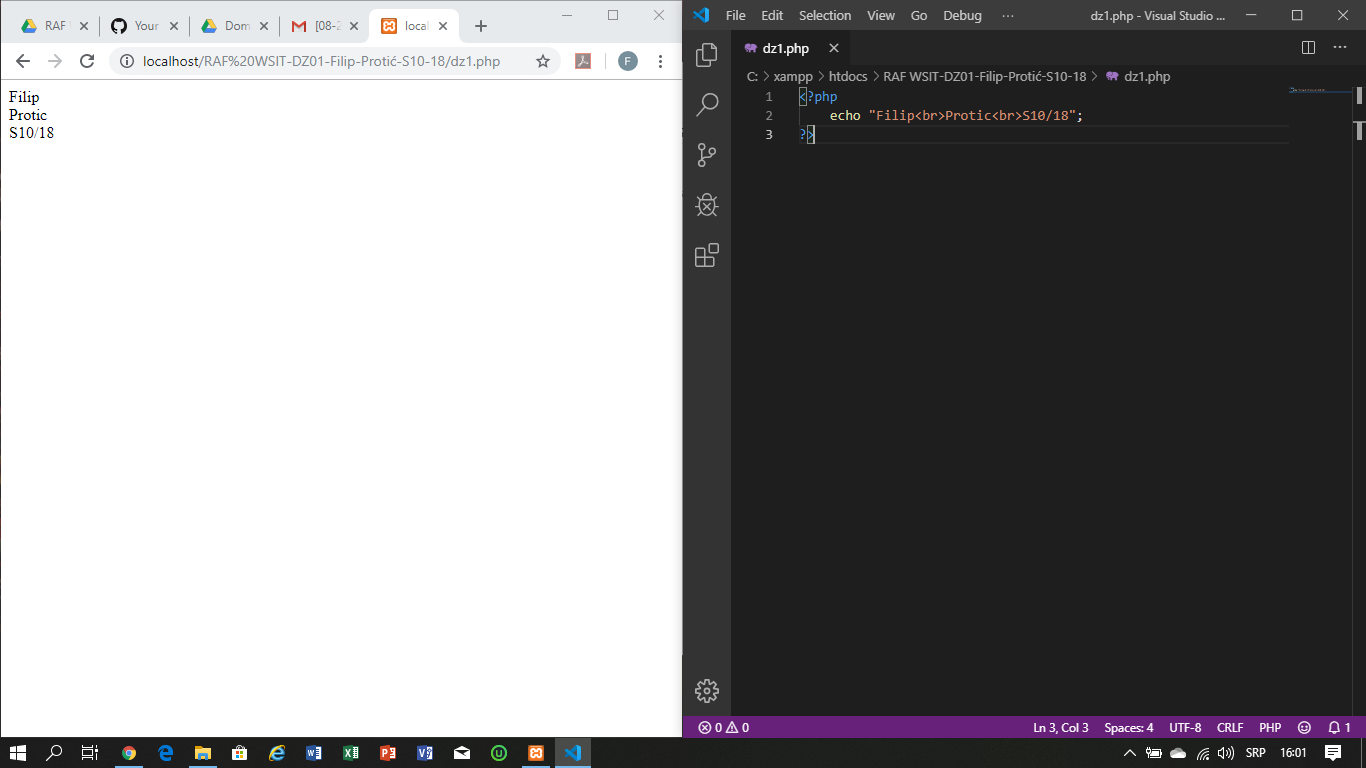 RAF
Your
Dom
[08-2
local
localhost/RAF%20WSIT-DZ01-Filip-Protić-S10-18/dz1.php
F
Filip
Protic
S10/18
File Edit Selection View Go Debug ··· dz1.php - Visual Studio ...
dz1.php
C: > xampp > htdocs > RAF WSIT-DZ01-Filip-Protić-S10-18 > dz1.php
1 <?php
2 echo "Filip<br>Protic<br>S10/18";
3 ?>
0 0 Ln 3, Col 3 Spaces: 4 UTF-8 CRLF PHP 1
SRP 16:01